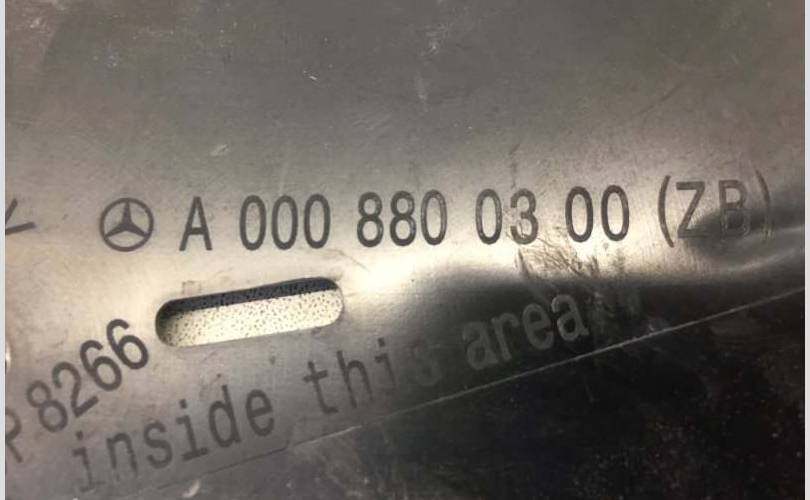 A 000 880 03 00 (ZB)
P 8266
inside this area